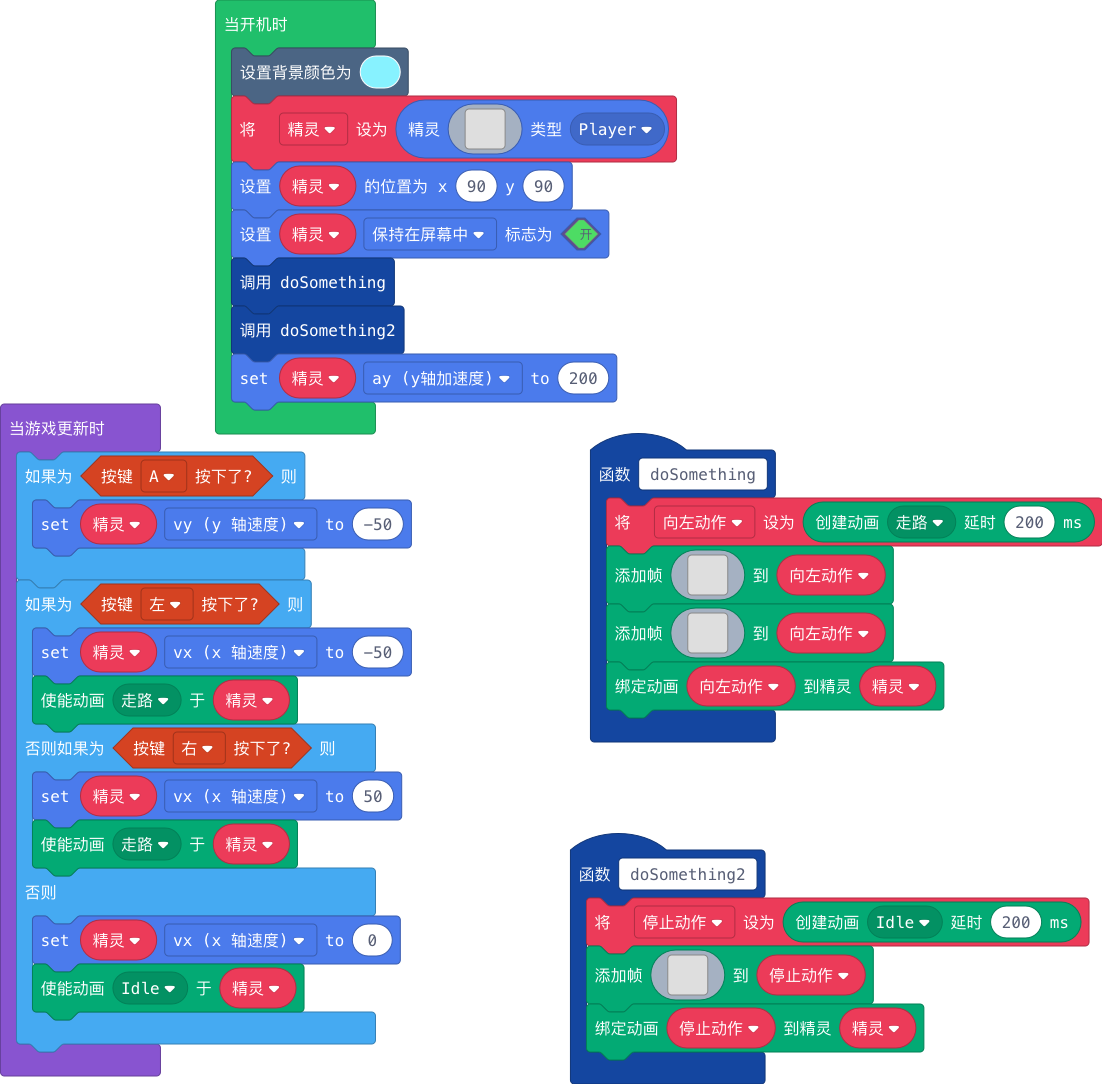 当开机时
设置背景颜色为
将 精灵 设为 精灵 类型 Player
设置 精灵 的位置为 x 90 y 90
设置 精灵 保持在屏幕中 标志为 开
调用 doSomething
调用 doSomething2
set 精灵 ay (y轴加速度) to 200
当游戏更新时
如果为 按键 A 按下了? 则
set 精灵 vy (y 轴速度) to -50
如果为 按键 左 按下了? 则
set 精灵 vx (x 轴速度) to -50
使能动画 走路 于 精灵
否则如果为 按键 右 按下了? 则
set 精灵 vx (x 轴速度) to 50
使能动画 走路 于 精灵
否则
set 精灵 vx (x 轴速度) to 0
使能动画 Idle 于 精灵
函数 doSomething
将 向左动作 设为 创建动画 走路 延时 200 ms
添加帧 到 向左动作
添加帧 到 向左动作
绑定动画 向左动作 到精灵 精灵
函数 doSomething2
将 停止动作 设为 创建动画 Idle 延时 200 ms
添加帧 到 停止动作
绑定动画 停止动作 到精灵 精灵